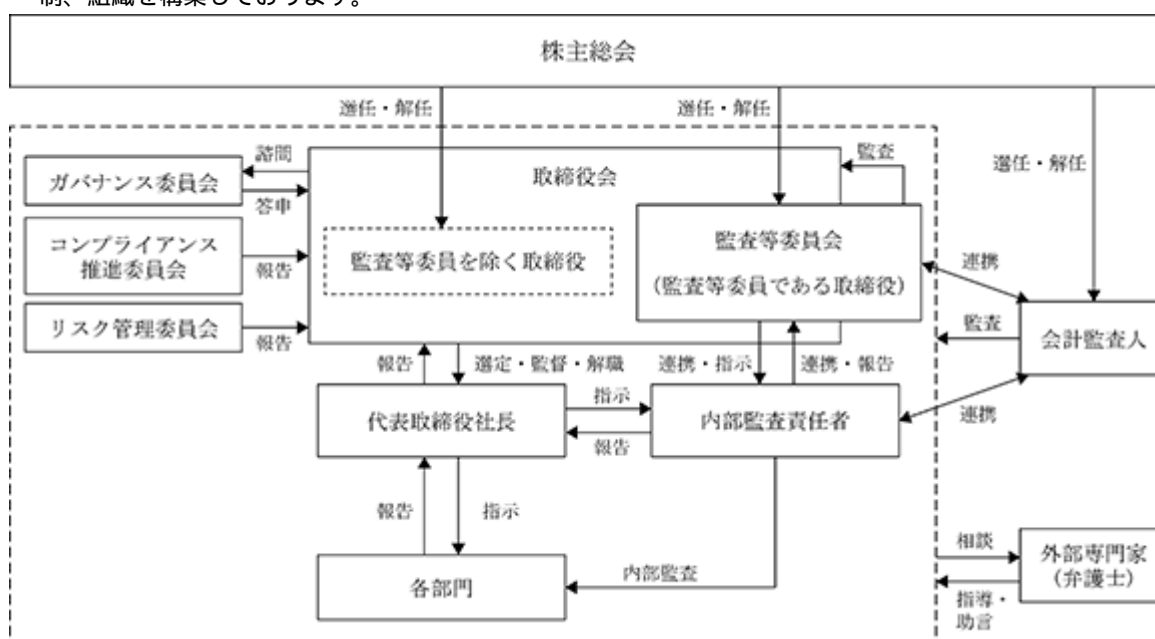 制、組織を構築しております。
株主総会
選任・解任
選任・解任
選任・解任
諮問
ガバナンス委員会
答申
コンプライアンス
推進委員会
報告
リスク管理委員会
報告
取締役会
監査等委員を除く取締役
監査
監査等委員会
(監査等委員である取締役)
連携
監査
会計監査人
連携
報告
選定・監督・解職
連携・指示
連携・報告
代表取締役社長
指示
報告
内部監査責任者
報告
指示
各部門
内部監査
相談
外部専門家
(弁護士)
指導・
助言